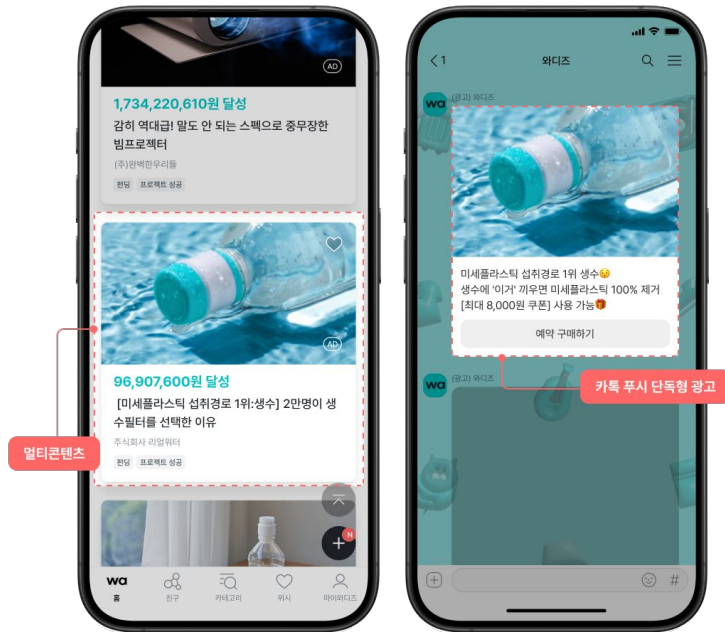 AD
1,734,220,610원 달성
감히 역대급! 말도 안 되는 스펙으로 중무장한
빔프로젝터
(주)완벽한우리들
펀딩 프로젝트 성공
AD
96,907,600원 달성
[미세플라스틱 섭취경로 1위:생수] 2만명이 생
수필터를 선택한 이유
주식회사 리얼워터
펀딩 프로젝트 성공
멀티콘텐츠
N
wa
홈 친구 카테고리 위시 마이와디즈
1 와디즈
wa (광고) 와디즈
미세플라스틱 섭취경로 1위 생수😥
생수에 '이거' 끼우면 미세플라스틱 100% 제거
[최대 8,000원 쿠폰] 사용 가능🎁
예약 구매하기
wa (광고) 와디즈
카톡 푸시 단독형 광고
#